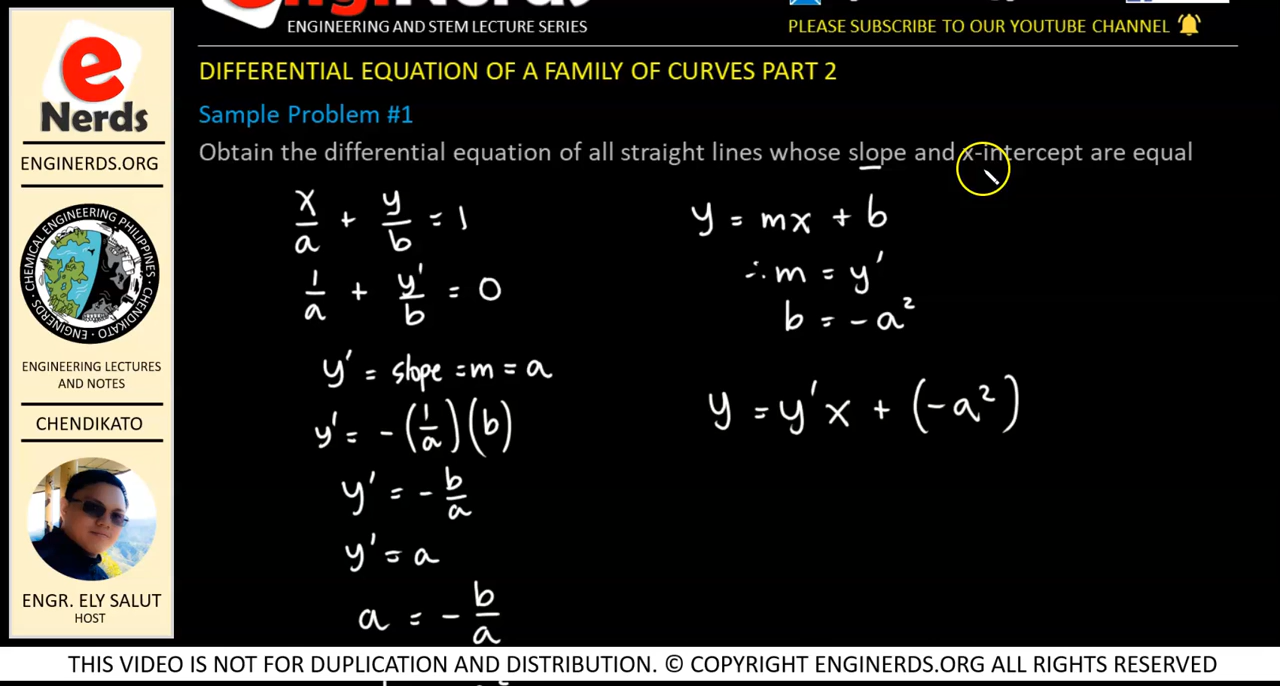 EngiNerds
ENGINEERING AND STEM LECTURE SERIES
PLEASE SUBSCRIBE TO OUR YOUTUBE CHANNEL
e
Nerds
ENGINERDS.ORG
CHEMICAL ENGINEERING PHILIPPINES • CHENDIKATO • ENGINERDS •
ENGINEERING LECTURES
AND NOTES
CHENDIKATO
ENGR. ELY SALUT
HOST
DIFFERENTIAL EQUATION OF A FAMILY OF CURVES PART 2
Sample Problem #1
Obtain the differential equation of all straight lines whose slope and x-intercept are equal
x/a + y/b = 1
1/a + y'/b = 0
y' = slope = m = a
y' = -(1/a)(b)
y' = - b/a
y' = a
a = - b/a
y = mx + b
∴ m = y'
b = -a²
y = y'x + (-a²)
THIS VIDEO IS NOT FOR DUPLICATION AND DISTRIBUTION. © COPYRIGHT ENGINERDS.ORG ALL RIGHTS RESERVED